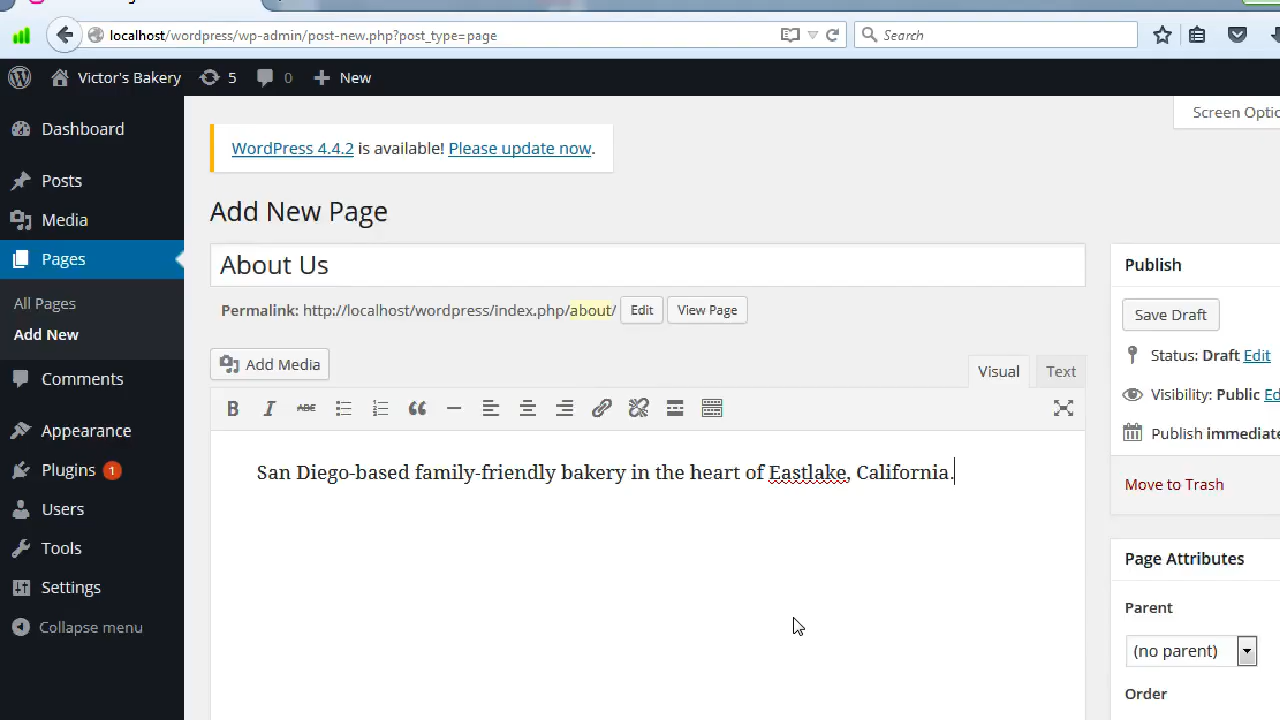 localhost/wordpress/wp-admin/post-new.php?post_type=page
Search
Victor's Bakery 5 0 New
Dashboard
Posts
Media
Pages
All Pages
Add New
Comments
Appearance
Plugins 1
Users
Tools
Settings
Collapse menu
Screen Optio
WordPress 4.4.2 is available! Please update now.
Add New Page
About Us
Permalink: http://localhost/wordpress/index.php/about/ Edit View Page
Add Media
Visual Text
B I ABC
San Diego-based family-friendly bakery in the heart of Eastlake, California.
Publish
Save Draft
Status: Draft Edit
Visibility: Public Ed
Publish immediate
Move to Trash
Page Attributes
Parent
(no parent)
Order